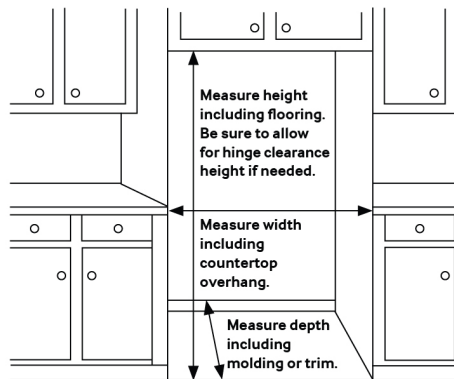 Measure height
including flooring.
Be sure to allow
for hinge clearance
height if needed.
Measure width
including
countertop
overhang.
Measure depth
including
molding or trim.